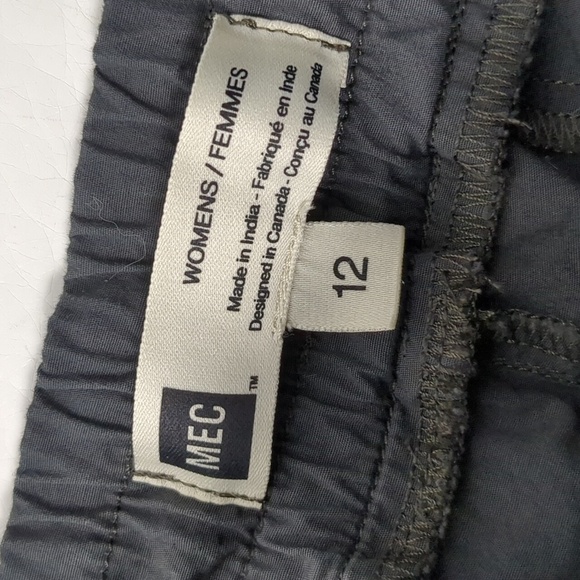 MEC
™
WOMENS / FEMMES
Made in India - Fabriqué en Inde
Designed in Canada - Conçu au Canada
12